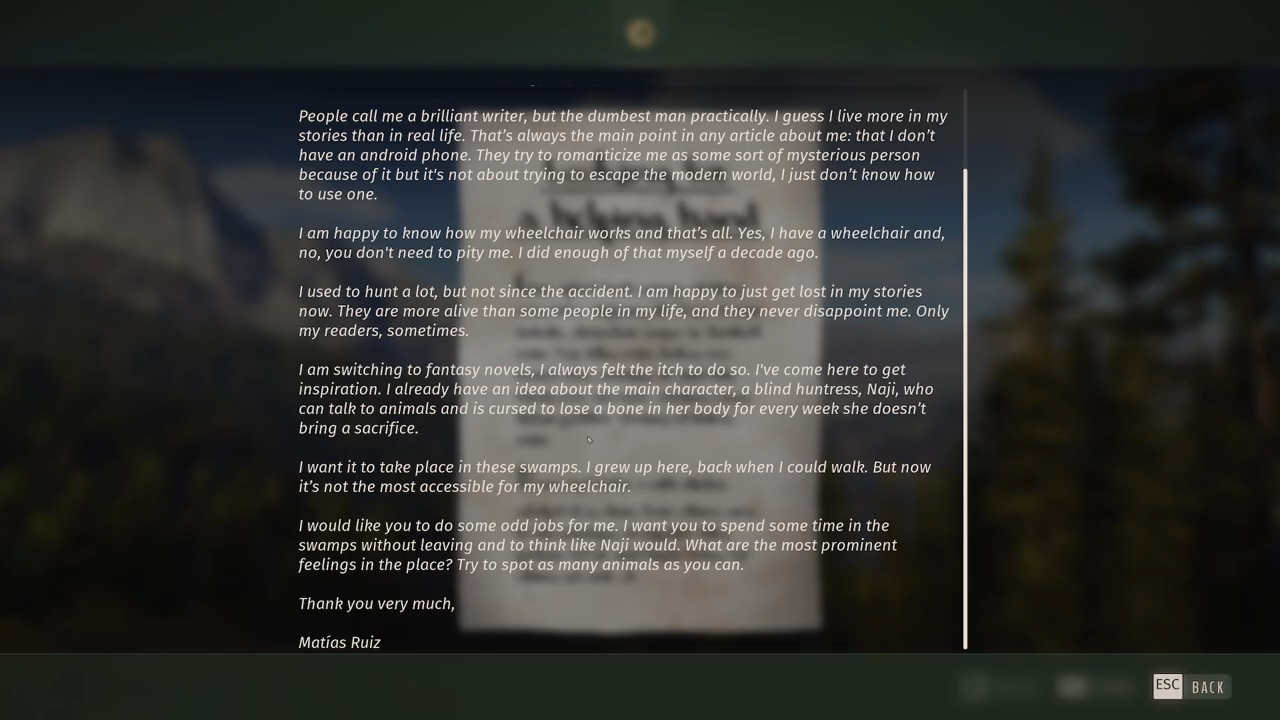 People call me a brilliant writer, but the dumbest man practically. I guess I live more in my
stories than in real life. That's always the main point in any article about me: that I don't
have an android phone. They try to romanticize me as some sort of mysterious person
because of it but it's not about trying to escape the modern world, I just don't know how
to use one.
I am happy to know how my wheelchair works and that's all. Yes, I have a wheelchair and,
no, you don't need to pity me. I did enough of that myself a decade ago.
I used to hunt a lot, but not since the accident. I am happy to just get lost in my stories
now. They are more alive than some people in my life, and they never disappoint me. Only
my readers, sometimes.
I am switching to fantasy novels, I always felt the itch to do so. I've come here to get
inspiration. I already have an idea about the main character, a blind huntress, Naji, who
can talk to animals and is cursed to lose a bone in her body for every week she doesn't
bring a sacrifice.
I want it to take place in these swamps. I grew up here, back when I could walk. But now
it's not the most accessible for my wheelchair.
I would like you to do some odd jobs for me. I want you to spend some time in the
swamps without leaving and to think like Naji would. What are the most prominent
feelings in the place? Try to spot as many animals as you can.
Thank you very much,
Matías Ruiz
a helping hand
ESC BACK